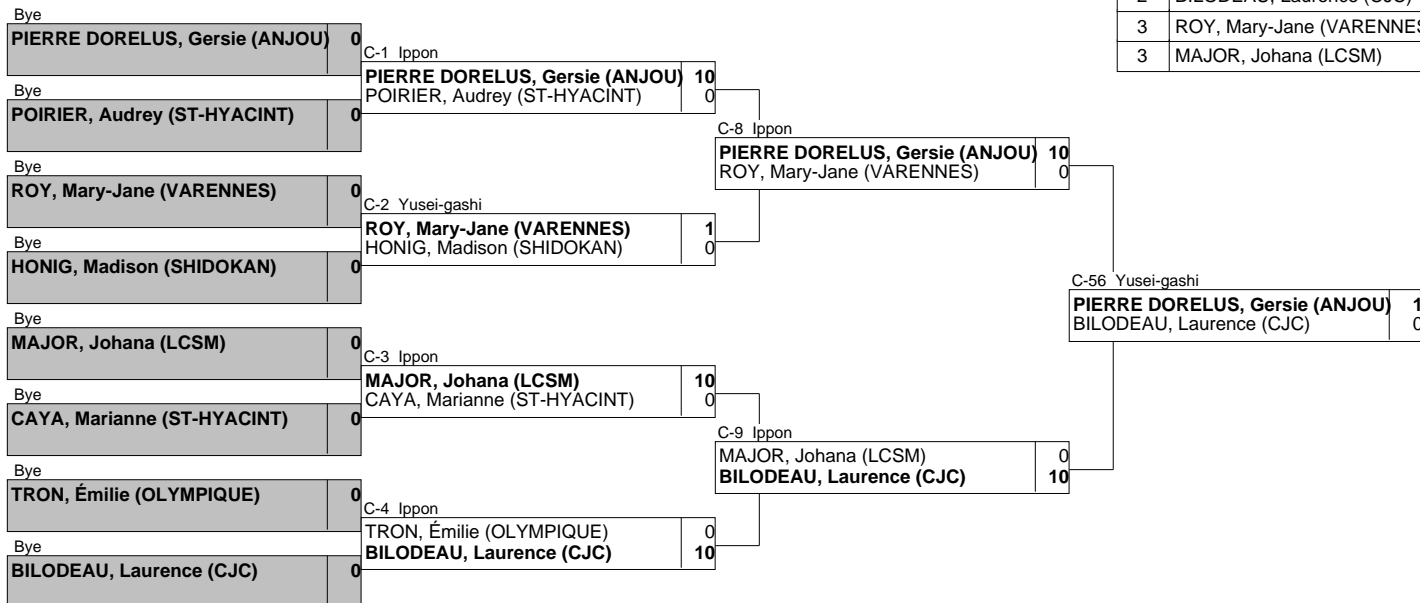 Bye
PIERRE DORELUS, Gersie (ANJOU) 0
Bye
POIRIER, Audrey (ST-HYACINT) 0
Bye
ROY, Mary-Jane (VARENNES) 0
Bye
HONIG, Madison (SHIDOKAN) 0
Bye
MAJOR, Johana (LCSM) 0
Bye
CAYA, Marianne (ST-HYACINT) 0
Bye
TRON, Émilie (OLYMPIQUE) 0
Bye
BILODEAU, Laurence (CJC) 0
C-1 Ippon
PIERRE DORELUS, Gersie (ANJOU) 10
POIRIER, Audrey (ST-HYACINT) 0
C-2 Yusei-gashi
ROY, Mary-Jane (VARENNES) 1
HONIG, Madison (SHIDOKAN) 0
C-3 Ippon
MAJOR, Johana (LCSM) 10
CAYA, Marianne (ST-HYACINT) 0
C-4 Ippon
TRON, Émilie (OLYMPIQUE) 0
BILODEAU, Laurence (CJC) 10
C-8 Ippon
PIERRE DORELUS, Gersie (ANJOU) 10
ROY, Mary-Jane (VARENNES) 0
C-9 Ippon
MAJOR, Johana (LCSM) 0
BILODEAU, Laurence (CJC) 10
C-56 Yusei-gashi
PIERRE DORELUS, Gersie (ANJOU) 1
BILODEAU, Laurence (CJC) 0
2 BILODEAU, Laurence (CJC)
3 ROY, Mary-Jane (VARENNES
3 MAJOR, Johana (LCSM)